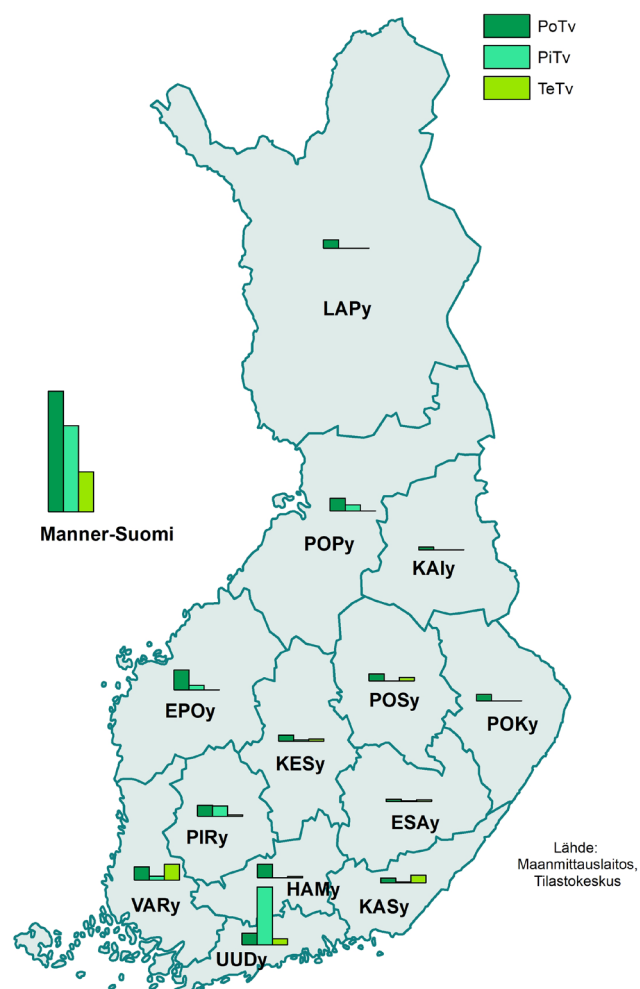 PoTv
PiTv
TeTv
LAPy
Manner-Suomi
POPy
KAIy
EPOy
POSy
POKy
KESy
PIRy
ESAy
Lähde:
Maanmittauslaitos,
Tilastokeskus
HAMy
VARy
KASy
UUDy